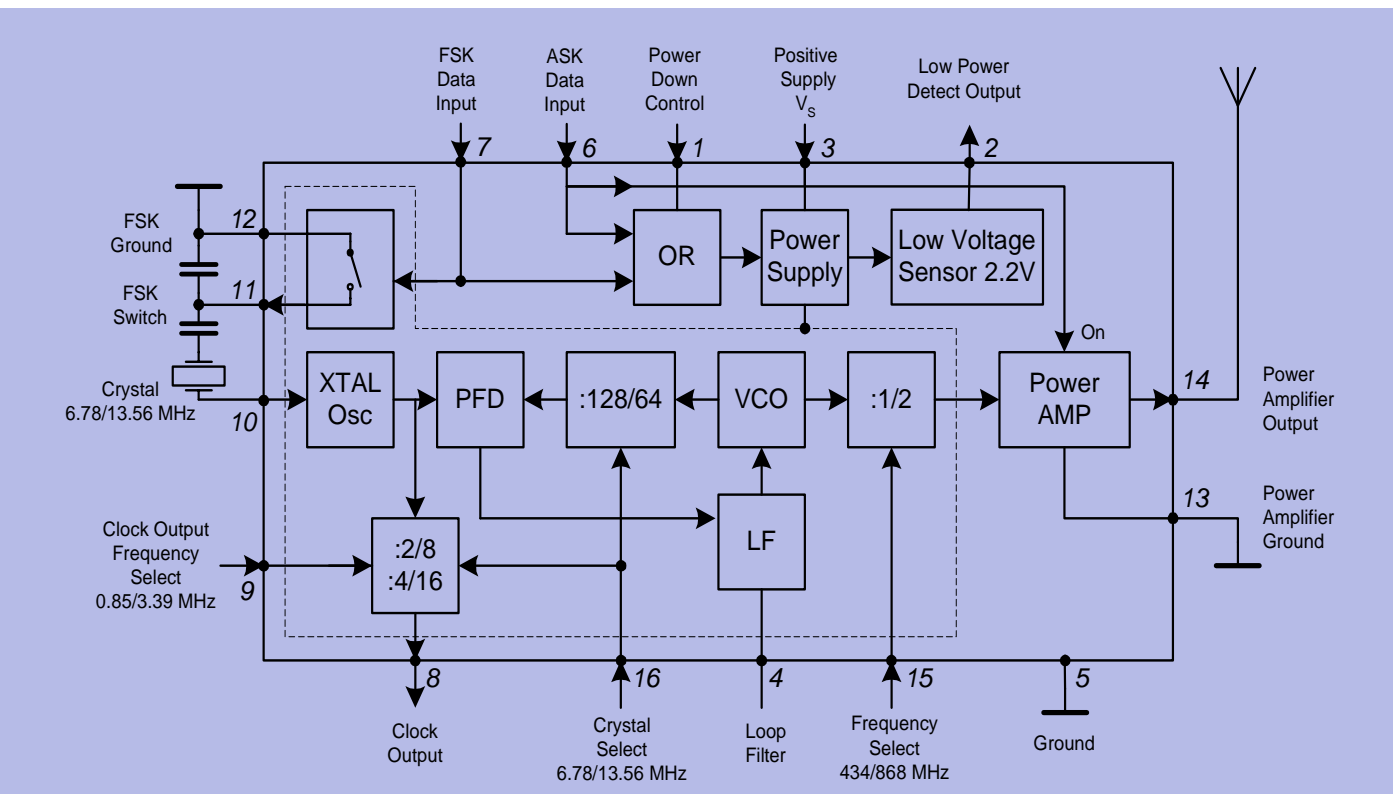 FSK
Data
Input
ASK
Data
Input
Power
Down
Control
Positive
Supply
VS
Low Power
Detect Output
7
6
1
3
2
FSK
Ground
12
FSK
Switch
11
OR
Power
Supply
Low Voltage
Sensor 2.2V
On
Crystal
6.78/13.56 MHz
10
XTAL
Osc
PFD
:128/64
VCO
:1/2
Power
AMP
14
Power
Amplifier
Output
Clock Output
Frequency
Select
0.85/3.39 MHz
9
:2/8
:4/16
LF
13
Power
Amplifier
Ground
8
16
4
15
5
Clock
Output
Crystal
Select
6.78/13.56 MHz
Loop
Filter
Frequency
Select
434/868 MHz
Ground